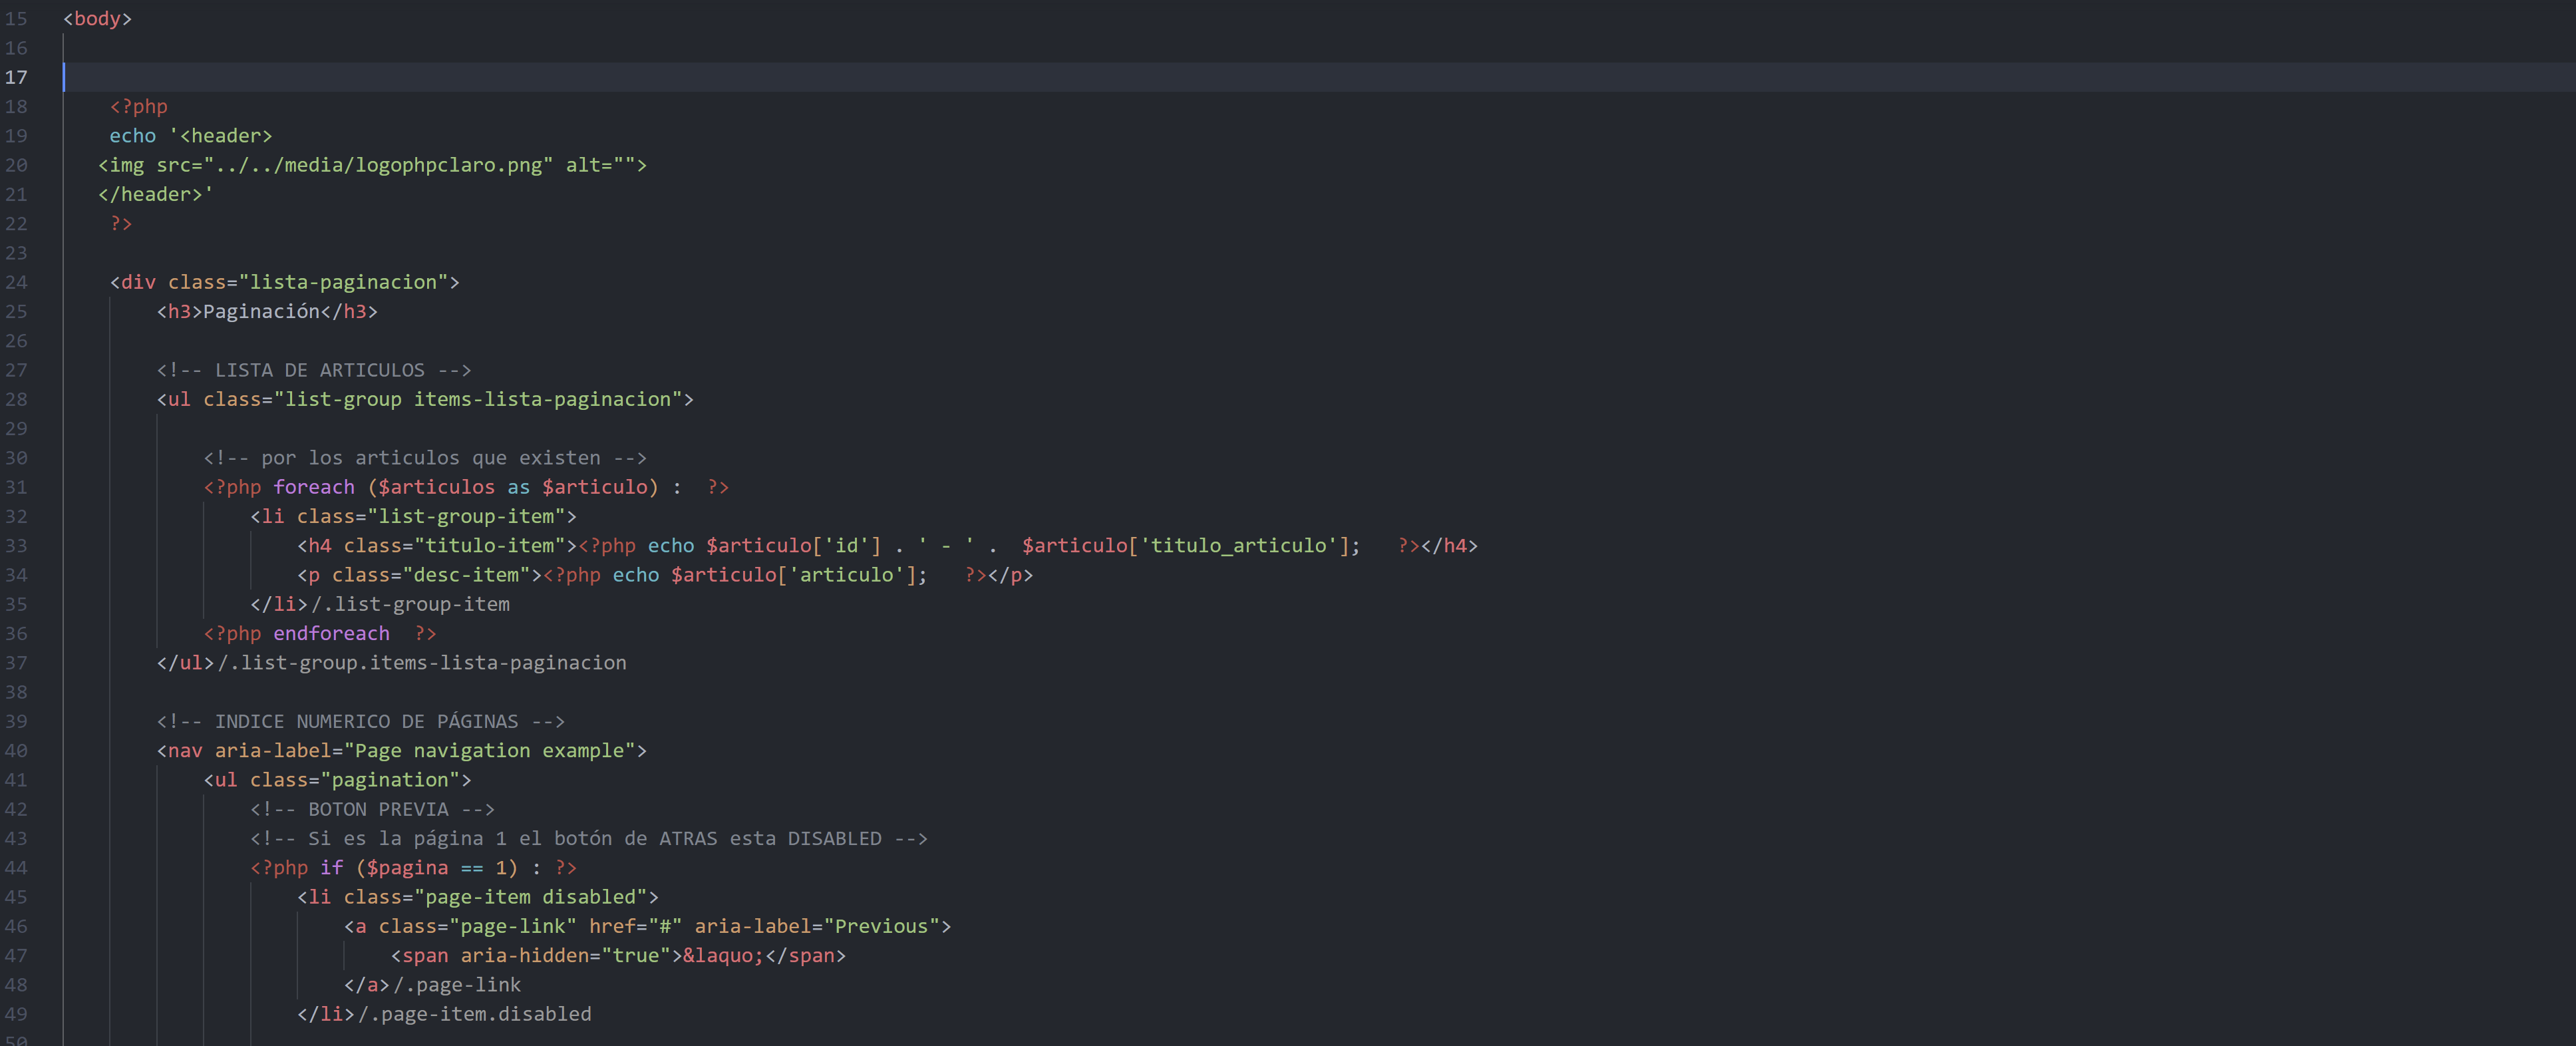 15 <body>
16
17
18 <?php
19 echo '<header>
20 <img src="../../media/logophpclaro.png" alt="">
21 </header>'
22 ?>
23
24 <div class="lista-paginacion">
25 <h3>Paginación</h3>
26
27 <!-- LISTA DE ARTICULOS -->
28 <ul class="list-group items-lista-paginacion">
29
30 <!-- por los articulos que existen -->
31 <?php foreach ($articulos as $articulo) :  ?>
32 <li class="list-group-item">
33 <h4 class="titulo-item"><?php echo $articulo['id'] . ' - ' .  $articulo['titulo_articulo'];   ?></h4>
34 <p class="desc-item"><?php echo $articulo['articulo'];   ?></p>
35 </li>/.list-group-item
36 <?php endforeach  ?>
37 </ul>/.list-group.items-lista-paginacion
38
39 <!-- INDICE NUMERICO DE PÁGINAS -->
40 <nav aria-label="Page navigation example">
41 <ul class="pagination">
42 <!-- BOTON PREVIA -->
43 <!-- Si es la página 1 el botón de ATRAS esta DISABLED -->
44 <?php if ($pagina == 1) : ?>
45 <li class="page-item disabled">
46 <a class="page-link" href="#" aria-label="Previous">
47 <span aria-hidden="true">&laquo;</span>
48 </a>/.page-link
49 </li>/.page-item.disabled
50